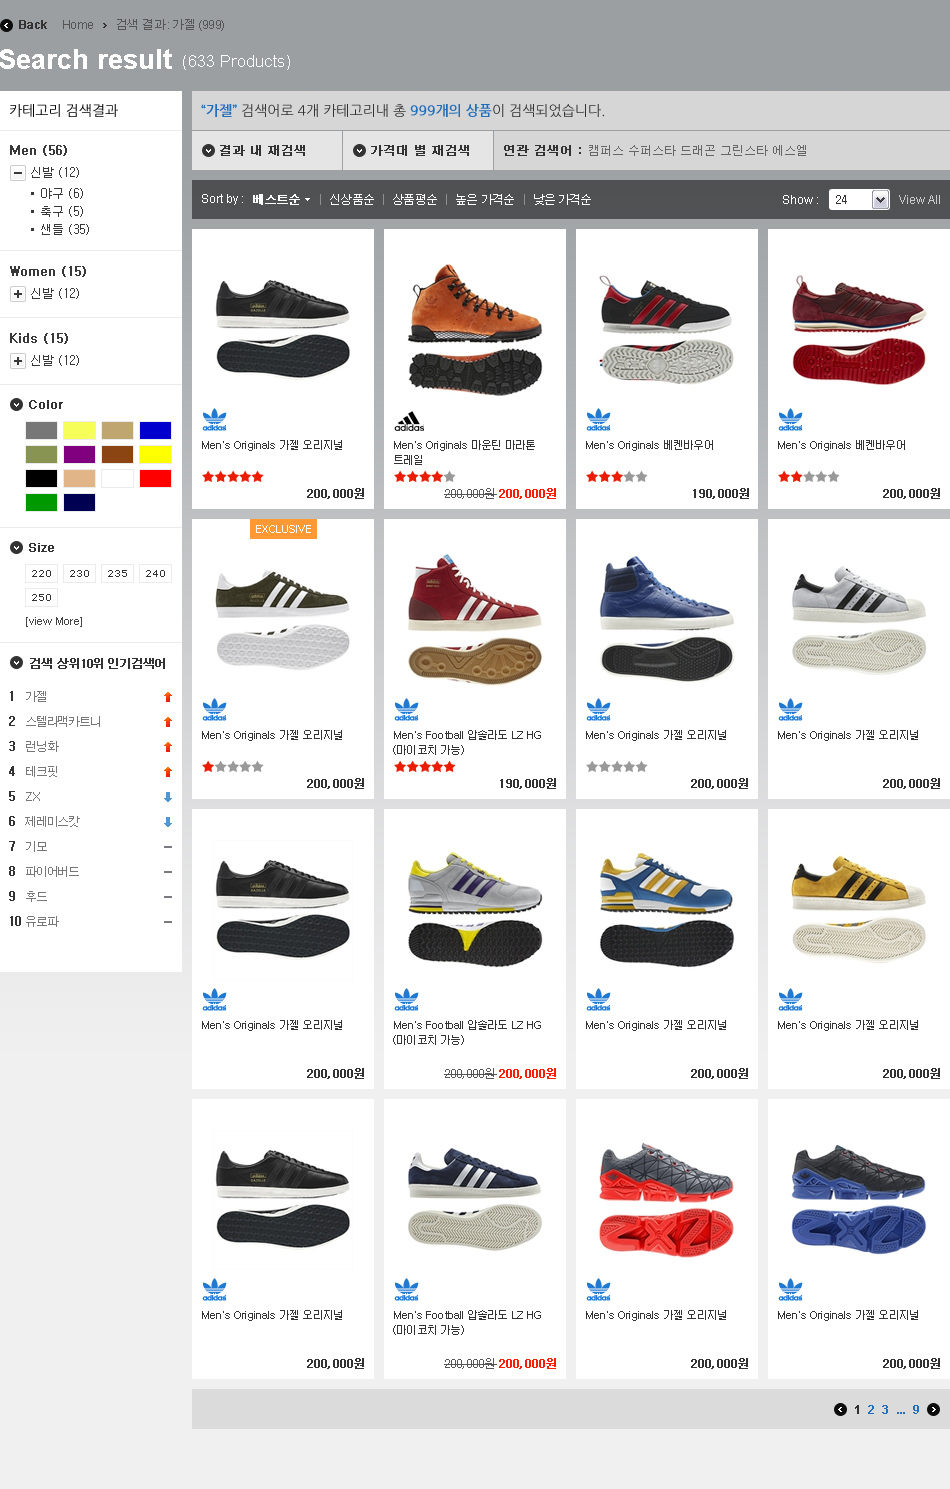 Back Home > 검색 결과 : 가젤 (999)
Search result (633 Products)
카테고리 검색결과
Men (56)
신발 (12)
• 야구 (6)
• 축구 (5)
• 샌들 (35)
Women (15)
신발 (12)
Kids (15)
신발 (12)
Color
Size
220 230 235 240
250
[view More]
검색 상위10위 인기검색어
1 가젤
2 스텔라맥카트니
3 런닝화
4 테크핏
5 ZX
6 제레미스캇
7 기모
8 파이어버드
9 후드
10 유로파
“가젤” 검색어로 4개 카테고리내 총 999개의 상품이 검색되었습니다.
결과 내 재검색 가격대 별 재검색 연관 검색어 : 캠퍼스 수퍼스타 드래곤 그린스타 에스엘
Sort by : 베스트순 | 신상품순 | 상품평순 | 높은 가격순 | 낮은 가격순 Show : 24 View All
adidas
Men's Originals 가젤 오리지널
200,000원
adidas
Men's Originals 마운틴 마라톤
트레일
200,000원 200,000원
adidas
Men's Originals 베켄바우어
190,000원
adidas
Men's Originals 베켄바우어
200,000원
EXCLUSIVE
adidas
Men's Originals 가젤 오리지널
200,000원
adidas
Men's Football 압솔라도 LZ HG
(마이코치 가능)
190,000원
adidas
Men's Originals 가젤 오리지널
200,000원
adidas
Men's Originals 가젤 오리지널
200,000원
adidas
Men's Originals 가젤 오리지널
200,000원
adidas
Men's Football 압솔라도 LZ HG
(마이코치 가능)
200,000원 200,000원
adidas
Men's Originals 가젤 오리지널
200,000원
adidas
Men's Originals 가젤 오리지널
200,000원
adidas
Men's Originals 가젤 오리지널
200,000원
adidas
Men's Football 압솔라도 LZ HG
(마이코치 가능)
200,000원 200,000원
adidas
Men's Originals 가젤 오리지널
200,000원
adidas
Men's Originals 가젤 오리지널
200,000원
1 2 3 ... 9